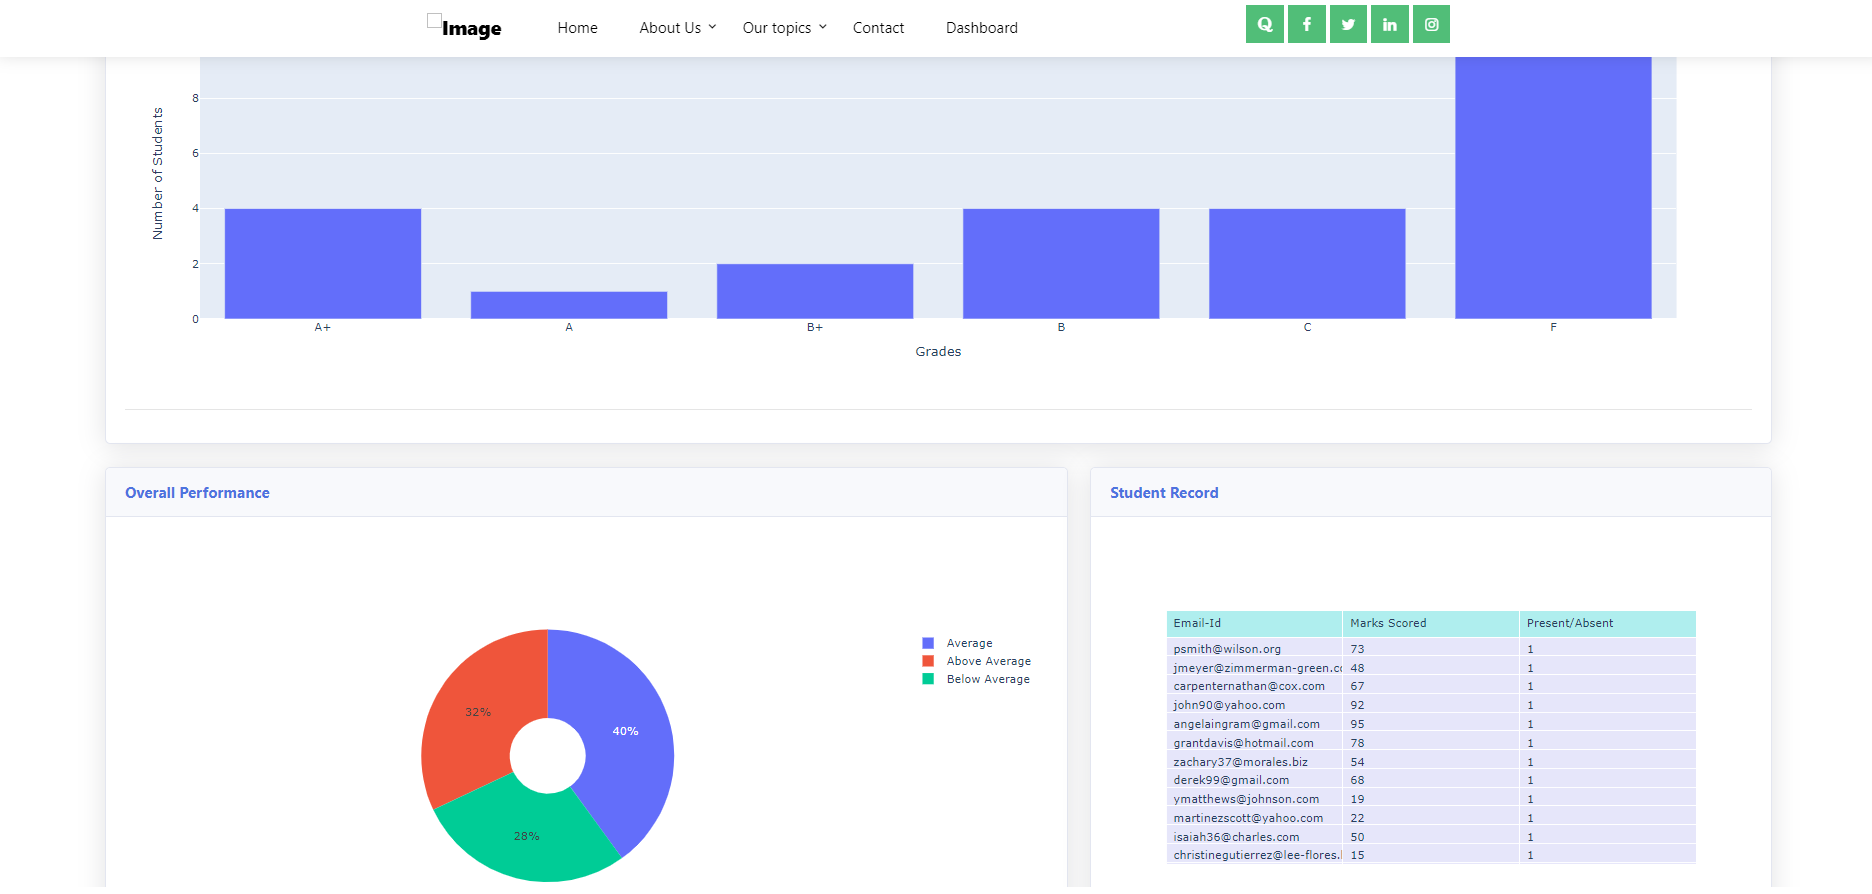 Image Home About Us Our topics Contact Dashboard
Number of Students
8
6
4
2
0
A+ A B+ B C F
Grades
Overall Performance
40%
32%
28%
Average
Above Average
Below Average
Student Record
Email-Id Marks Scored Present/Absent
psmith@wilson.org 73 1
jmeyer@zimmerman-green.co 48 1
carpenternathan@cox.com 67 1
john90@yahoo.com 92 1
angelaingram@gmail.com 95 1
grantdavis@hotmail.com 78 1
zachary37@morales.biz 54 1
derek99@gmail.com 68 1
ymatthews@johnson.com 19 1
martinezscott@yahoo.com 22 1
isaiah36@charles.com 50 1
christinegutierrez@lee-flores. 15 1